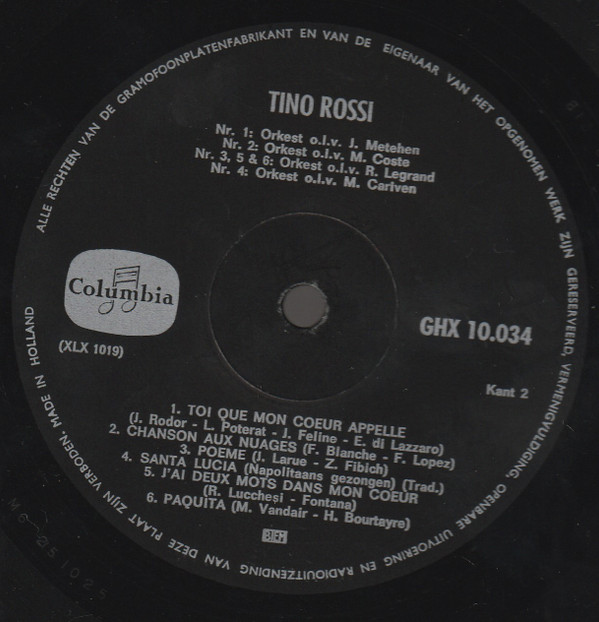 ALLE RECHTEN VAN DE GRAMOFOONPLATENFABRIKANT EN VAN DE EIGENAAR VAN HET OPGENOMEN WERK ZIJN GERESERVEERD, VERMENIGVULDIGING, OPENBARE UITVOERING EN RADIOUITZENDING VAN DEZE PLAAT ZIJN VERBODEN. MADE IN HOLLAND
TINO ROSSI
Nr. 1: Orkest o.l.v. J. Metehen
Nr. 2: Orkest o.l.v. M. Coste
Nr. 3, 5 & 6: Orkest o.l.v. R. Legrand
Nr. 4: Orkest o.l.v. M. Cariven
Columbia
(XLX 1019)
GHX 10.034
Kant 2
1. TOI QUE MON COEUR APPELLE
(J. Rodor - L. Poterat - J. Feline - E. di Lazzaro)
2. CHANSON AUX NUAGES (F. Blanche - F. Lopez)
3. POEME (J. Larue - Z. Fibich)
4. SANTA LUCIA (Napolitaans gezongen) (Trad.)
5. J'AI DEUX MOTS DANS MON COEUR
(R. Lucchesi - Fontana)
6. PAQUITA (M. Vandair - H. Bourtayre)
BIEM